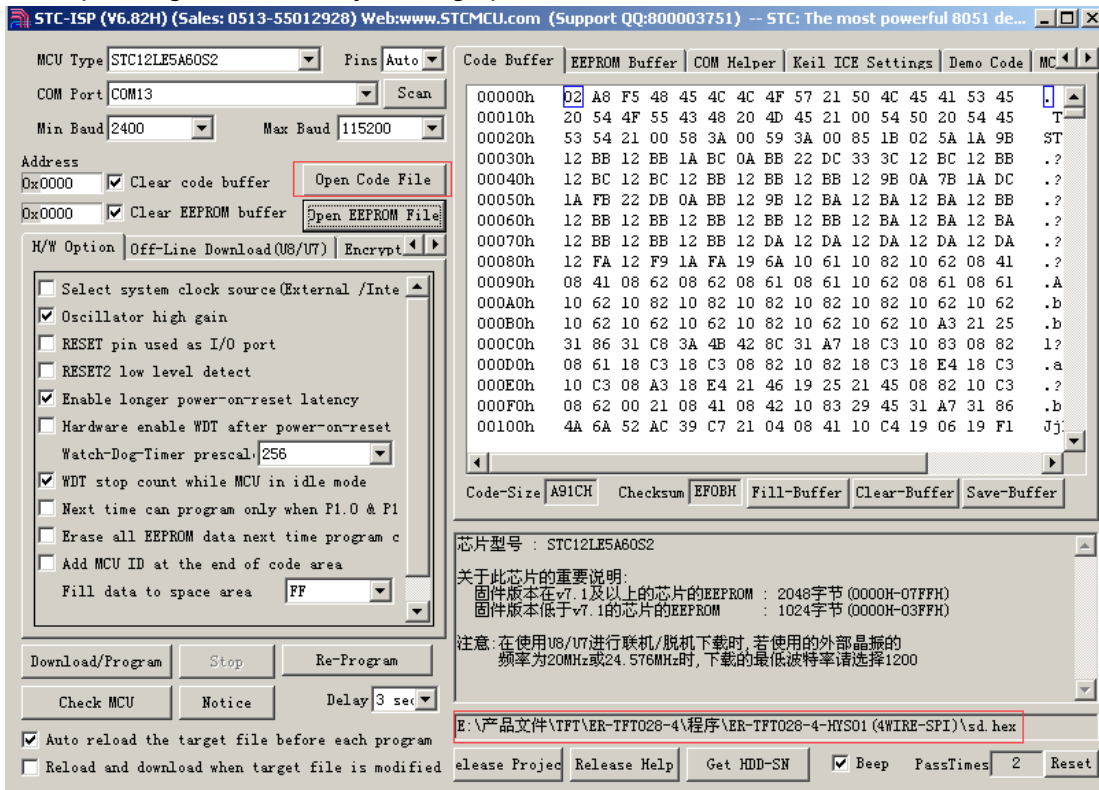 STC-ISP (V6.82H) (Sales: 0513-55012928) Web:www.STCMCU.com (Support QQ:800003751) -- STC: The most powerful 8051 de...
MCU Type STC12LE5A60S2 Pins Auto
COM Port COM13 Scan
Min Baud 2400 Max Baud 115200
Address
0x0000 Clear code buffer Open Code File
0x0000 Clear EEPROM buffer Open EEPROM File
H/W Option Off-Line Download(U8/U7) Encrypt
Select system clock source(External /Inte
Oscillator high gain
RESET pin used as I/O port
RESET2 low level detect
Enable longer power-on-reset latency
Hardware enable WDT after power-on-reset
Watch-Dog-Timer prescal 256
WDT stop count while MCU in idle mode
Next time can program only when P1.0 & P1
Erase all EEPROM data next time program c
Add MCU ID at the end of code area
Fill data to space area FF
Download/Program Stop Re-Program
Check MCU Notice Delay 3 sec
Auto reload the target file before each program
Reload and download when target file is modified
Code Buffer EEPROM Buffer COM Helper Keil ICE Settings Demo Code MC
00000h 02 A8 F5 48 45 4C 4C 4F 57 21 50 4C 45 41 53 45 .
00010h 20 54 4F 55 43 48 20 4D 45 21 00 54 50 20 54 45 T
00020h 53 54 21 00 58 3A 00 59 3A 00 85 1B 02 5A 1A 9B ST
00030h 12 BB 12 BB 1A BC 0A BB 22 DC 33 3C 12 BC 12 BB .?
00040h 12 BC 12 BC 12 BB 12 BB 12 BB 12 9B 0A 7B 1A DC .?
00050h 1A FB 22 DB 0A BB 12 9B 12 BA 12 BA 12 BA 12 BB .?
00060h 12 BB 12 BB 12 BB 12 BB 12 BB 12 BA 12 BA 12 BA .?
00070h 12 BB 12 BB 12 BB 12 DA 12 DA 12 DA 12 DA 12 DA .?
00080h 12 FA 12 F9 1A FA 19 6A 10 61 10 82 10 62 08 41 .?
00090h 08 41 08 62 08 62 08 61 08 61 10 62 08 61 08 61 .A
000A0h 10 62 10 82 10 82 10 82 10 82 10 82 10 62 10 62 .b
000B0h 10 62 10 62 10 62 10 82 10 62 10 62 10 A3 21 25 .b
000C0h 31 86 31 C8 3A 4B 42 8C 31 A7 18 C3 10 83 08 82 1?
000D0h 08 61 18 C3 18 C3 08 82 10 82 18 C3 18 E4 18 C3 .a
000E0h 10 C3 08 A3 18 E4 21 46 19 25 21 45 08 82 10 C3 .?
000F0h 08 62 00 21 08 41 08 42 10 83 29 45 31 A7 31 86 .b
00100h 4A 6A 52 AC 39 C7 21 04 08 41 10 C4 19 06 19 F1 Jj
Code-Size A91CH Checksum EF0BH Fill-Buffer Clear-Buffer Save-Buffer
芯片型号 : STC12LE5A60S2
关于此芯片的重要说明:
固件版本在v7.1及以上的芯片的EEPROM : 2048字节(0000H-07FFH)
固件版本低于v7.1的芯片的EEPROM : 1024字节(0000H-03FFH)
注意:在使用U8/U7进行联机/脱机下载时,若使用的外部晶振的
频率为20MHz或24.576MHz时,下载的最低波特率请选择1200
E:\产品文件\TFT\ER-TFT028-4\程序\ER-TFT028-4-HYS01(4WIRE-SPI)\sd.hex
elease Projec Release Help Get HDD-SN Beep PassTimes 2 Reset